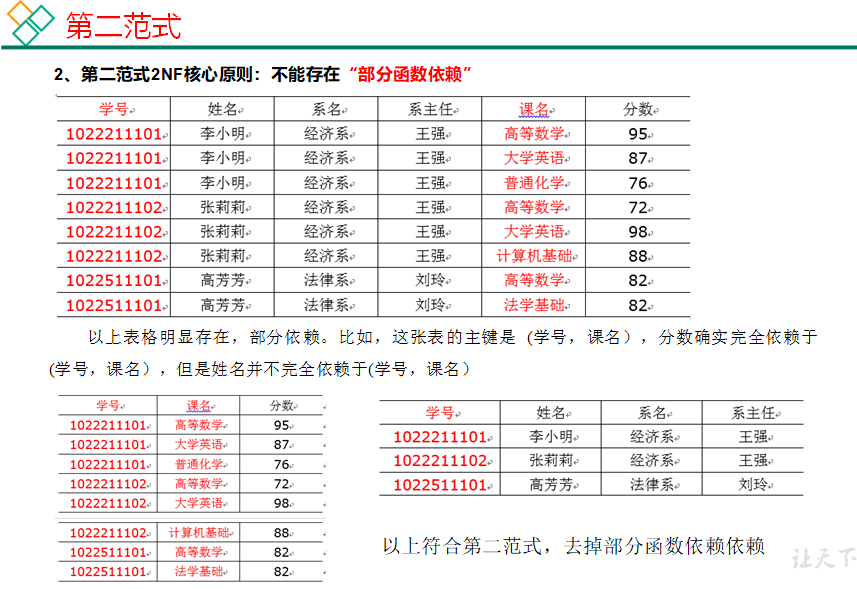 第二范式
2、第二范式2NF核心原则：不能存在“部分函数依赖”
学号 姓名 系名 系主任 课名 分数
1022211101 李小明 经济系 王强 高等数学 95
1022211101 李小明 经济系 王强 大学英语 87
1022211101 李小明 经济系 王强 普通化学 76
1022211102 张莉莉 经济系 王强 高等数学 72
1022211102 张莉莉 经济系 王强 大学英语 98
1022211102 张莉莉 经济系 王强 计算机基础 88
1022511101 高芳芳 法律系 刘玲 高等数学 82
1022511101 高芳芳 法律系 刘玲 法学基础 82
以上表格明显存在，部分依赖。比如，这张表的主键是（学号，课名），分数确实完全依赖于
(学号，课名），但是姓名并不完全依赖于(学号，课名）
学号 课名 分数
1022211101 高等数学 95
1022211101 大学英语 87
1022211101 普通化学 76
1022211102 高等数学 72
1022211102 大学英语 98
1022211102 计算机基础 88
1022511101 高等数学 82
1022511101 法学基础 82
学号 姓名 系名 系主任
1022211101 李小明 经济系 王强
1022211102 张莉莉 经济系 王强
1022511101 高芳芳 法律系 刘玲
以上符合第二范式，去掉部分函数依赖依赖
让天下